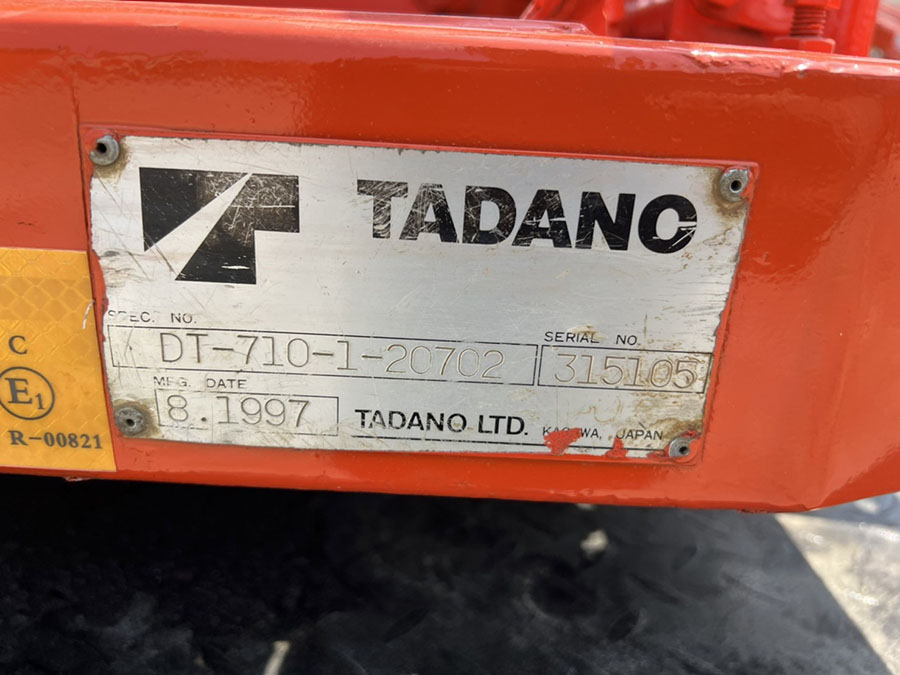 TADANO
SPEC. NO.
DT-710-1-20702
SERIAL NO.
315105
MFG. DATE
8.1997
TADANO LTD. KAGAWA, JAPAN
C
E1
R-00821